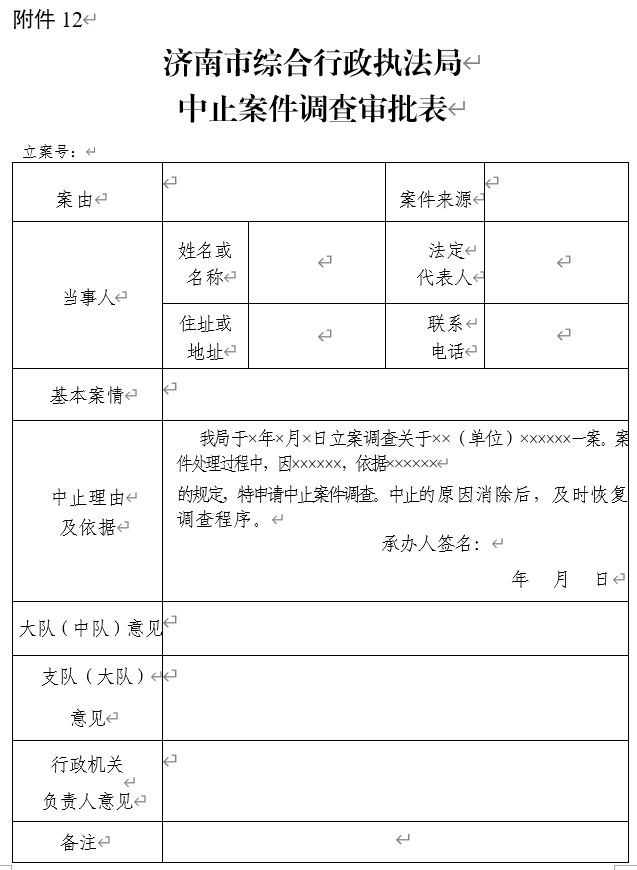 附件 12
济南市综合行政执法局
中止案件调查审批表
立案号：
案由
案件来源
当事人
姓名或
名称
法定
代表人
住址或
地址
联系
电话
基本案情
中止理由
及依据
我局于×年×月×日立案调查关于××（单位）××××××一案。案
件处理过程中，因××××××，依据××××××
的规定，特申请中止案件调查。中止的原因消除后，及时恢复
调查程序。
承办人签名：
年 月 日
大队（中队）意见
支队（大队）
意见
行政机关
负责人意见
备注